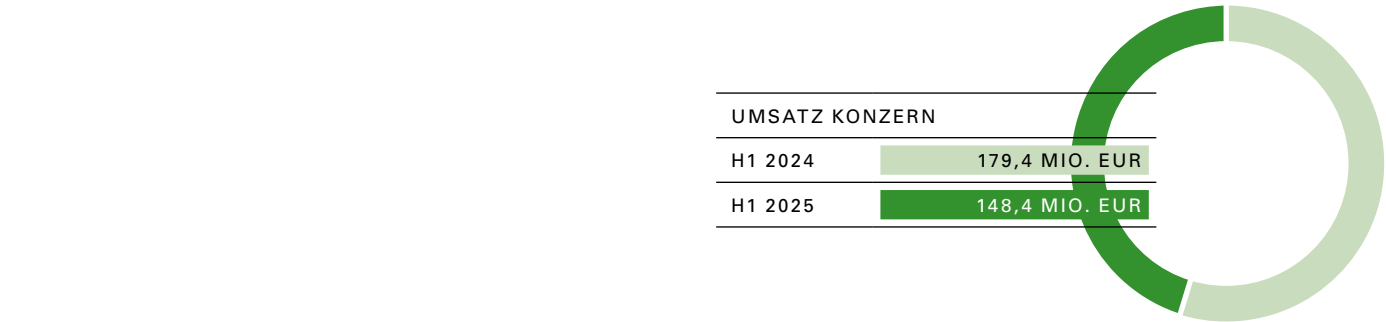 UMSATZ KONZERN
H1 2024 179,4 MIO. EUR
H1 2025 148,4 MIO. EUR